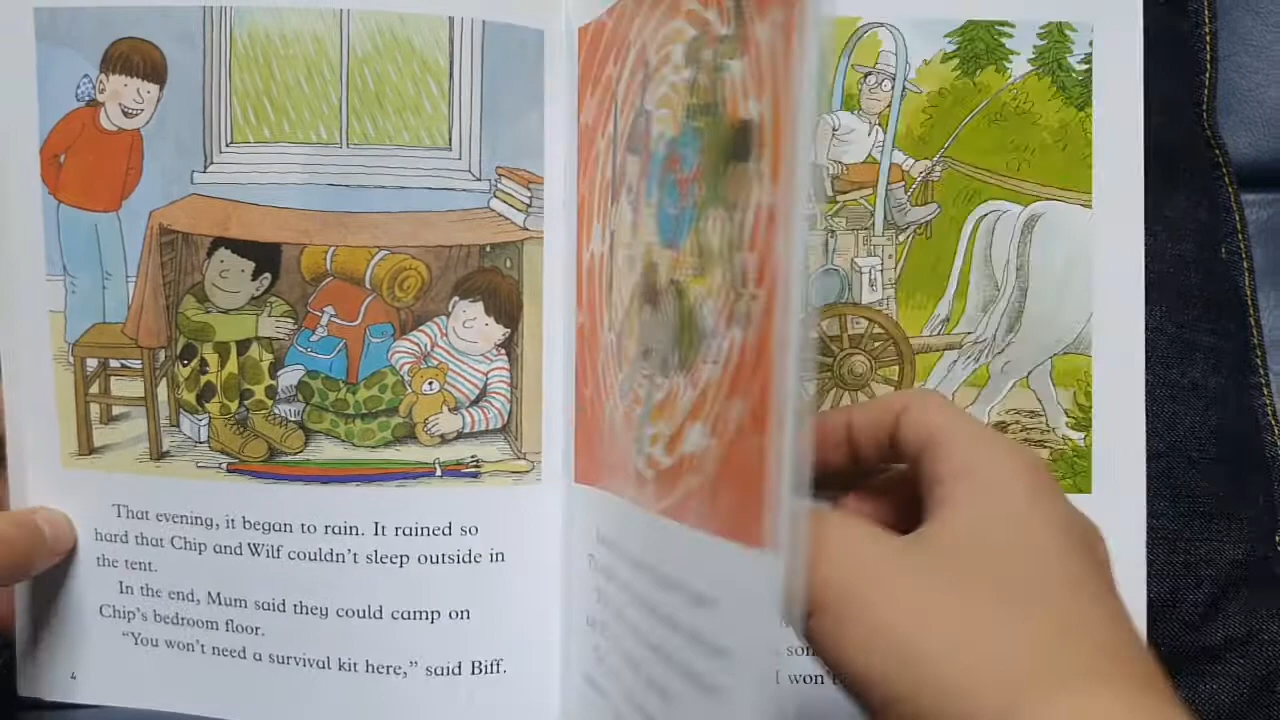 That evening, it began to rain. It rained so
hard that Chip and Wilf couldn't sleep outside in
the tent.
In the end, Mum said they could camp on
Chip's bedroom floor.
"You won't need a survival kit here," said Biff.
4
I won't